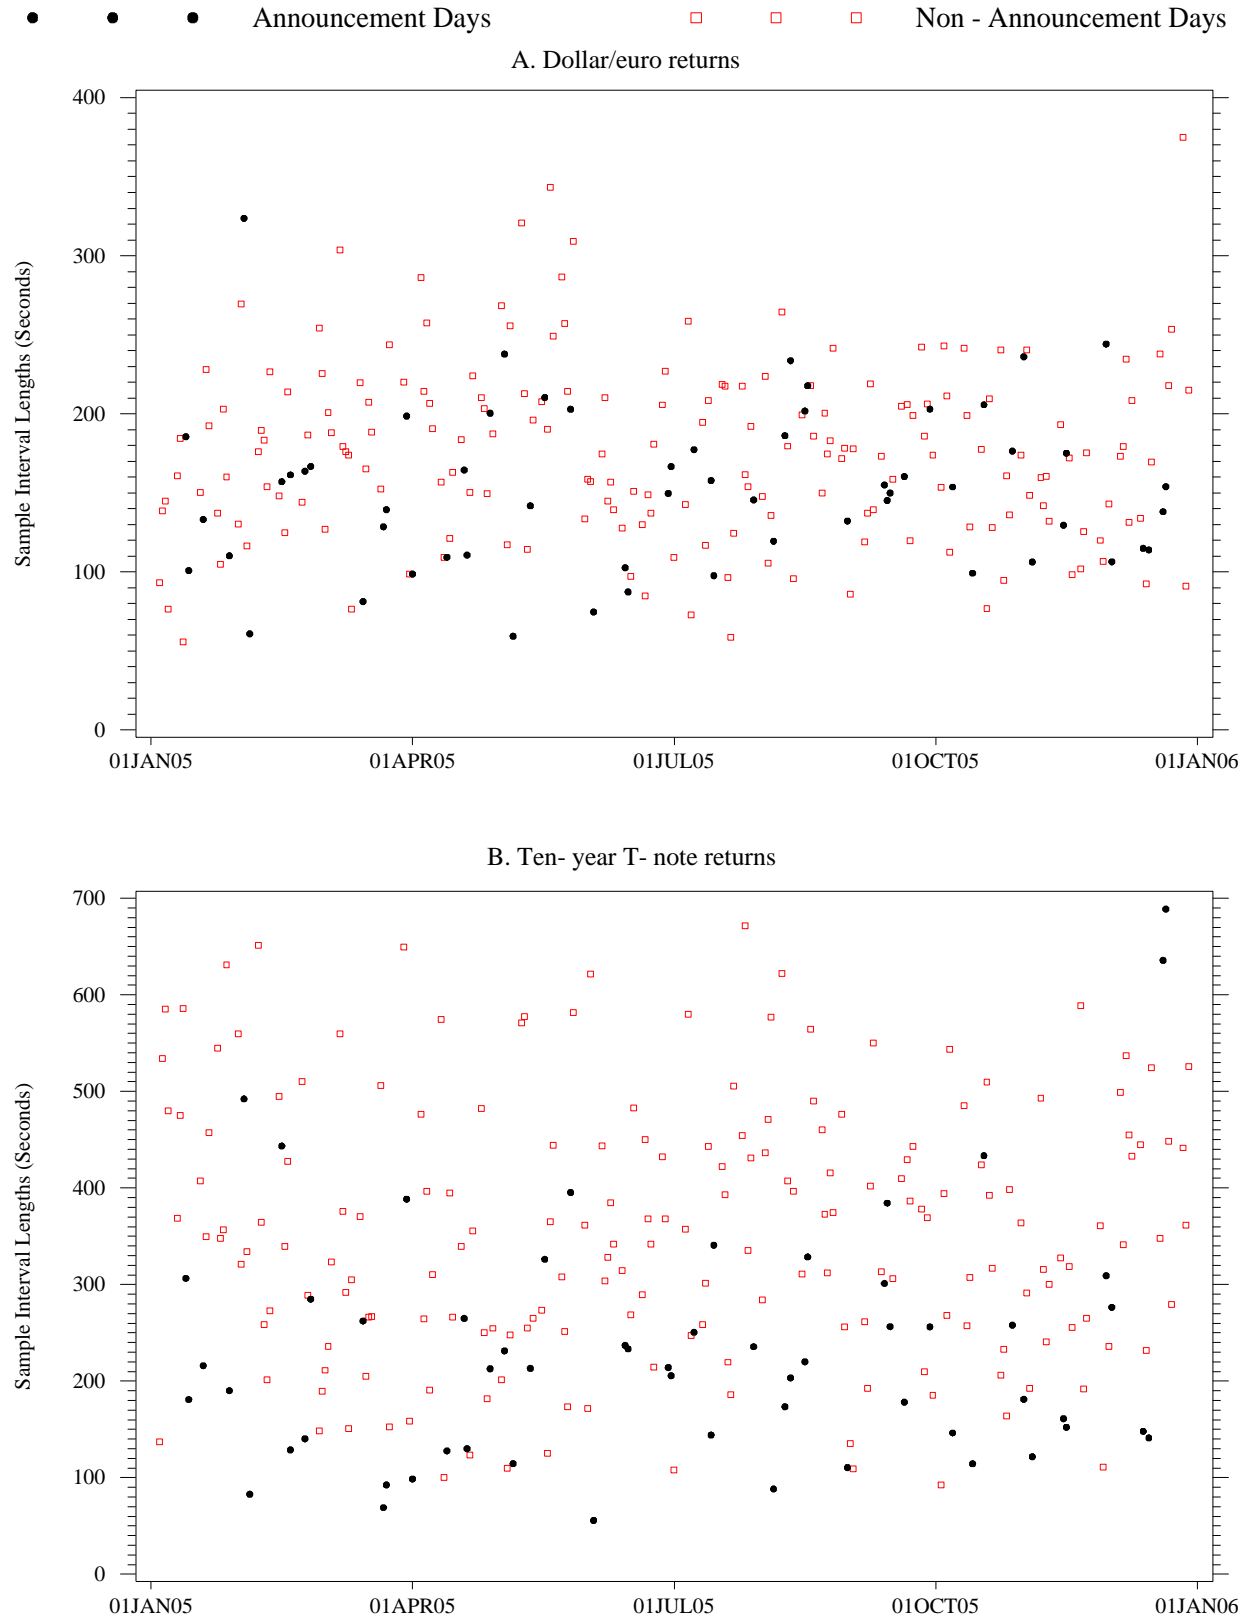 Announcement Days Non - Announcement Days
A. Dollar/euro returns
400
300
200
100
0
Sample Interval Lengths (Seconds)
01JAN05 01APR05 01JUL05 01OCT05 01JAN06
B. Ten- year T- note returns
700
600
500
400
300
200
100
0
Sample Interval Lengths (Seconds)
01JAN05 01APR05 01JUL05 01OCT05 01JAN06